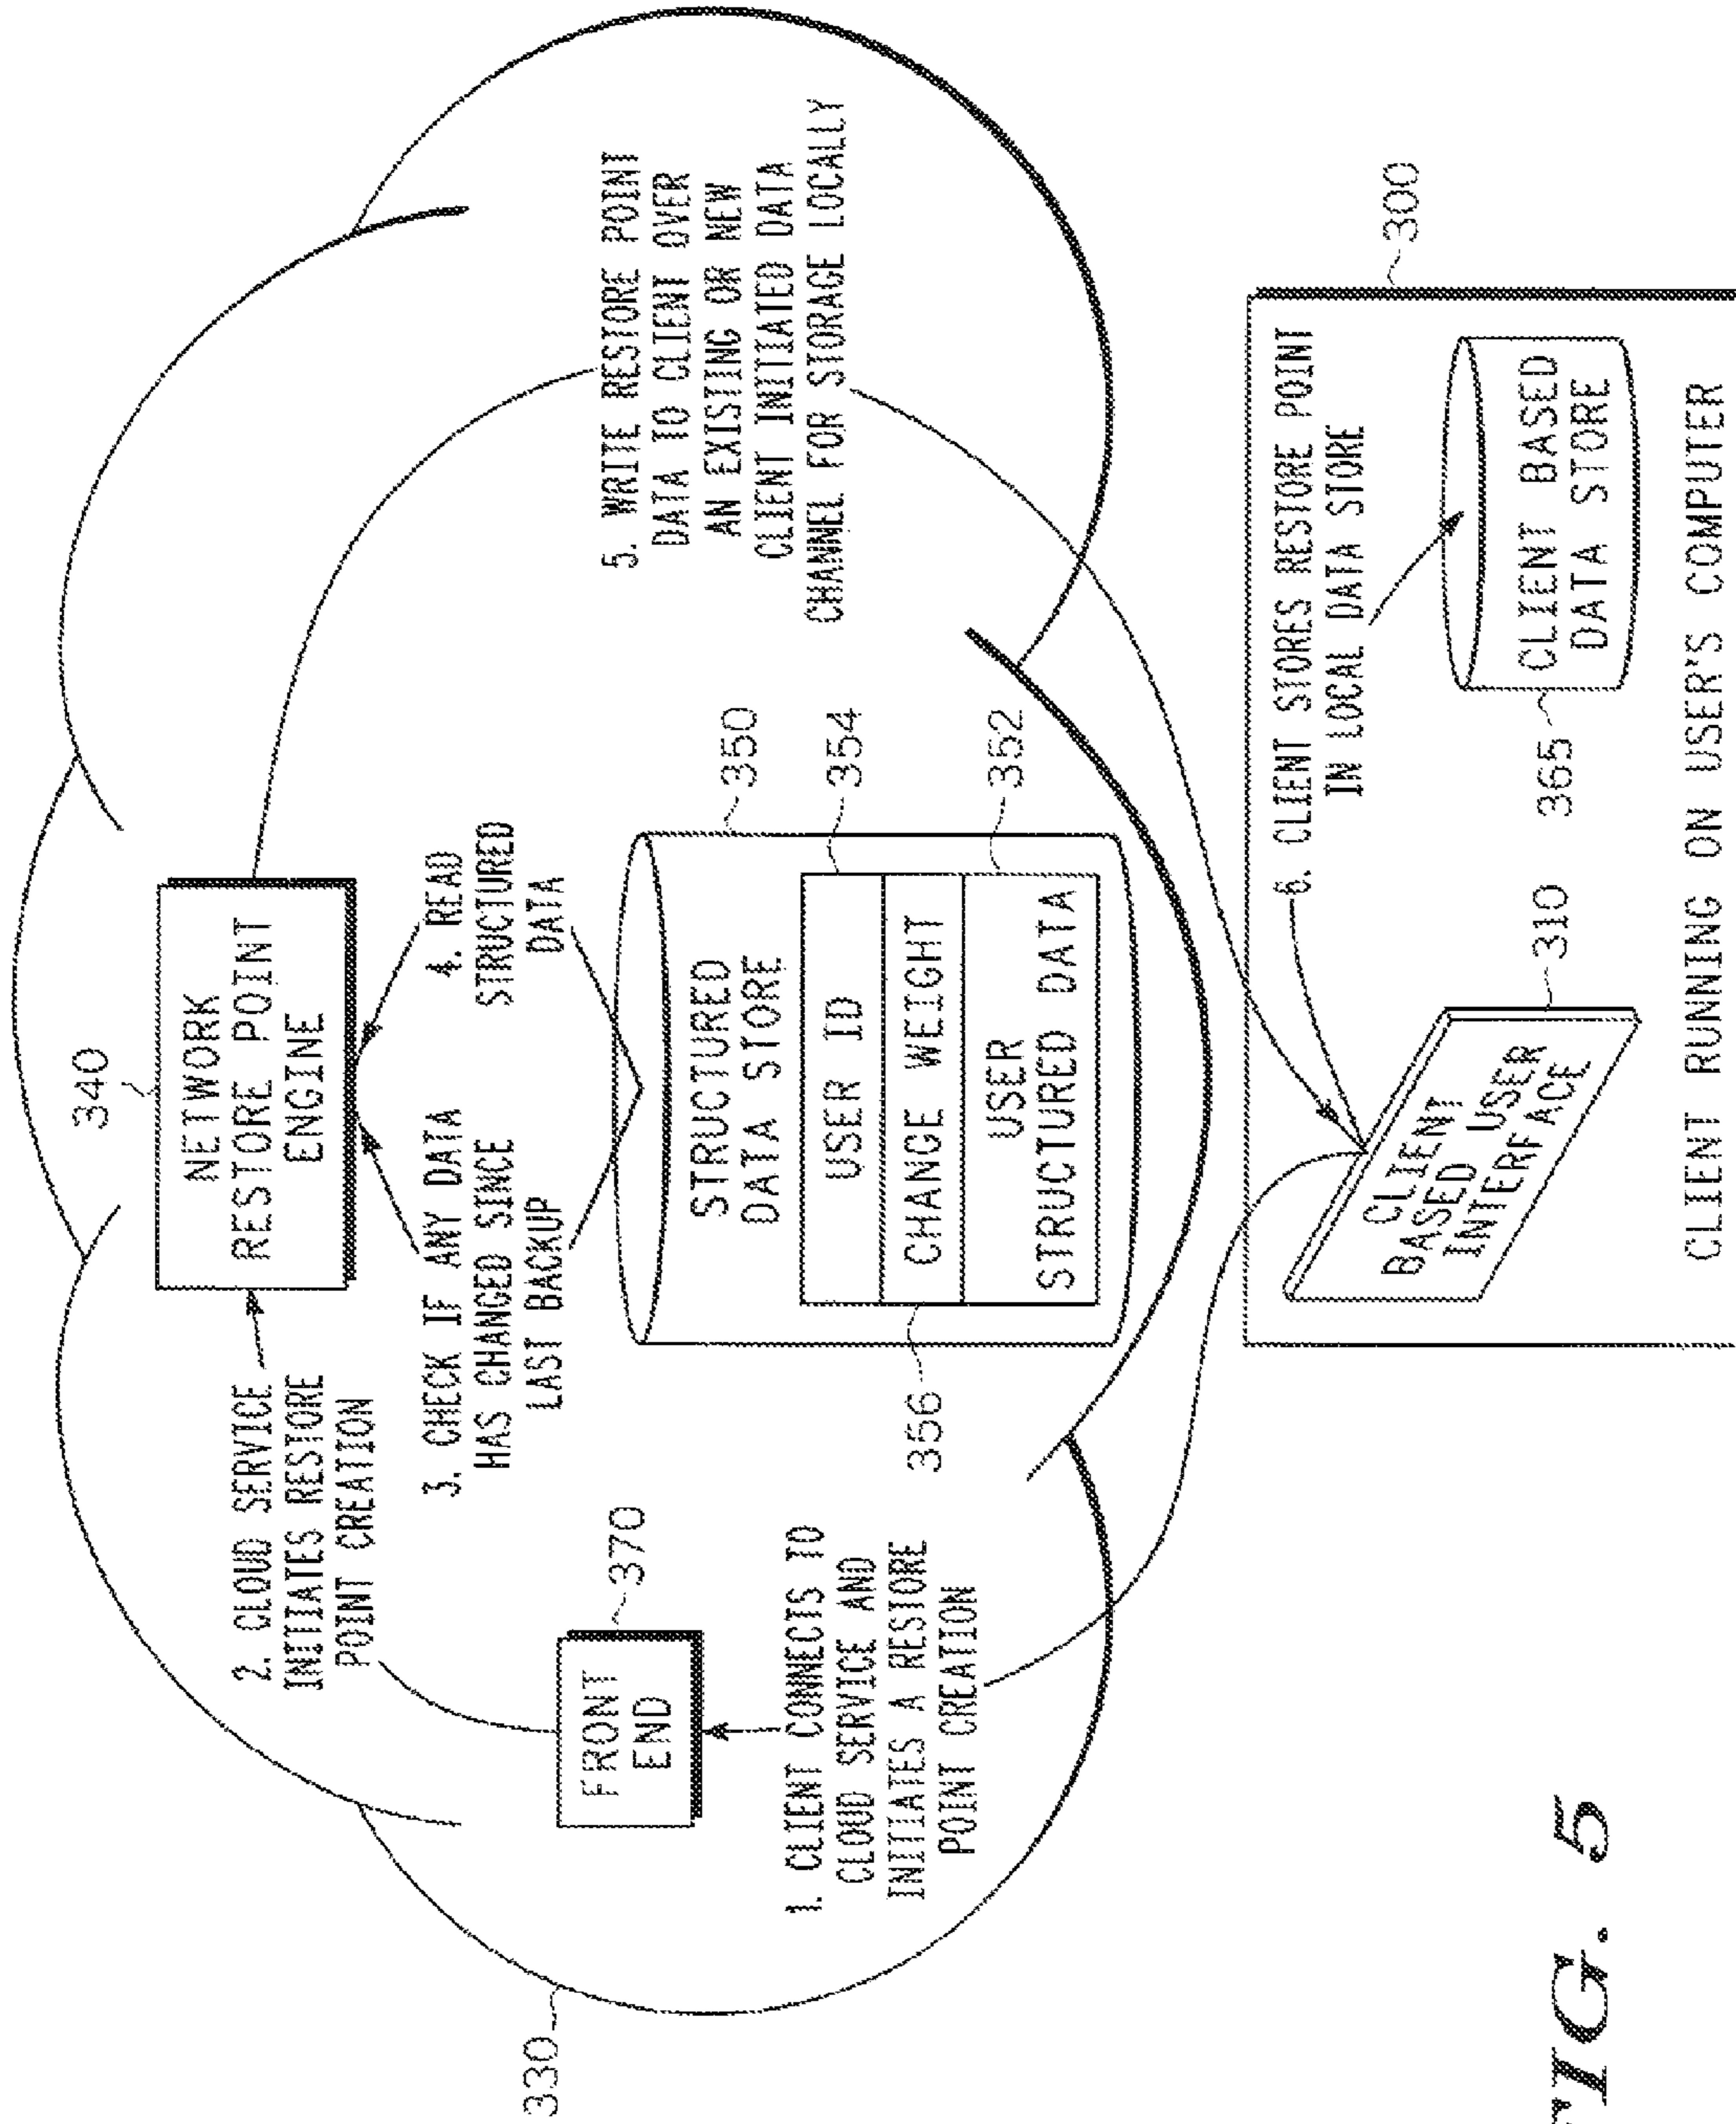 340
NETWORK
RESTORE POINT
ENGINE
2. CLOUD SERVICE
INITIATES RESTORE
POINT CREATION
3. CHECK IF ANY DATA
HAS CHANGED SINCE
LAST BACKUP
4. READ
STRUCTURED
DATA
5. WRITE RESTORE POINT
DATA TO CLIENT OVER
AN EXISTING OR NEW
CLIENT INITIATED DATA
CHANNEL FOR STORAGE LOCALLY
330
370
FRONT
END
1. CLIENT CONNECTS TO
CLOUD SERVICE AND
INITIATES A RESTORE
POINT CREATION
350
STRUCTURED
DATA STORE
USER ID
354
CHANGE WEIGHT
356
USER
STRUCTURED DATA
352
300
6. CLIENT STORES RESTORE POINT
IN LOCAL DATA STORE
CLIENT
BASED USER
INTERFACE
310
365
CLIENT BASED
DATA STORE
CLIENT RUNNING ON USER'S COMPUTER
FIG. 5